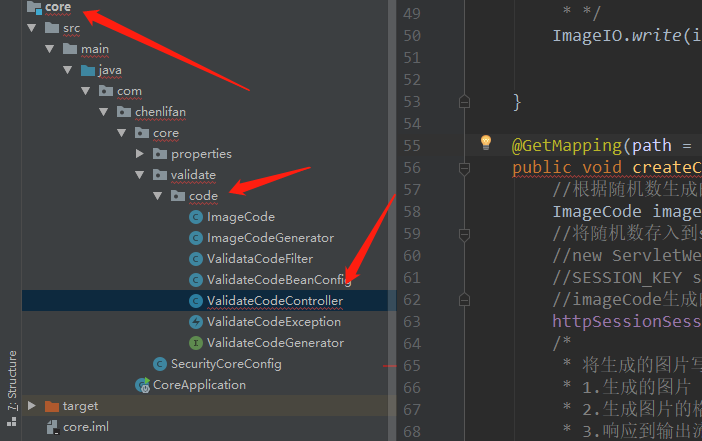 core
src
main
java
com
chenlifan
core
properties
validate
code
ImageCode
ImageCodeGenerator
ValidataCodeFilter
ValidateCodeBeanConfig
ValidateCodeController
ValidateCodeException
ValidateCodeGenerator
SecurityCoreConfig
CoreApplication
target
core.iml
7: Structure
49 * */
50 ImageIO.write(i
51
52
53 }
54
55 @GetMapping(path =
56 public void createC
57 //根据随机数生成
58 ImageCode image
59 //将随机数存入到s
60 //new ServletWe
61 //SESSION_KEY s
62 //imageCode生成的
63 httpSessionSess
64 /*
65 * 将生成的图片写
66 * 1.生成的图片
67 * 2.生成图片的格
68 * 3.响应到输出流